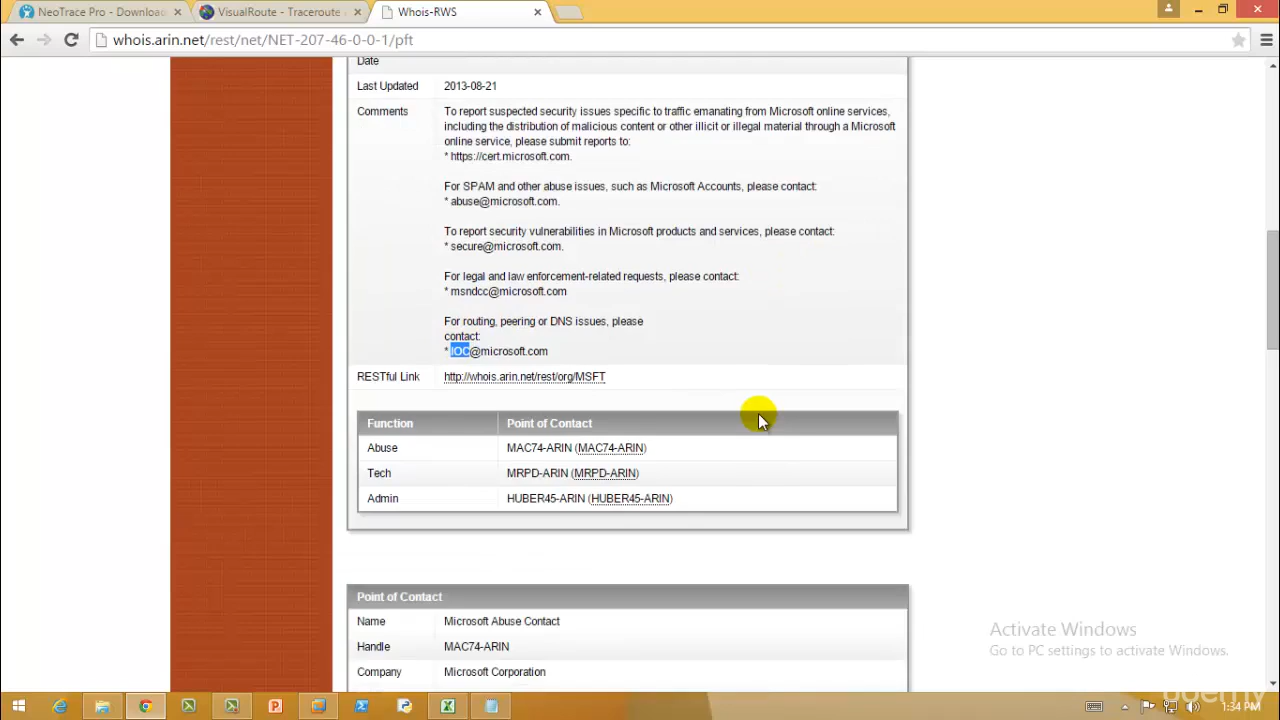 NeoTrace Pro - Downloa
VisualRoute - Traceroute
Whois-RWS
whois.arin.net/rest/net/NET-207-46-0-0-1/pft
Date
Last Updated 2013-08-21
Comments To report suspected security issues specific to traffic emanating from Microsoft online services,
including the distribution of malicious content or other illicit or illegal material through a Microsoft
online service, please submit reports to:
* https://cert.microsoft.com.
For SPAM and other abuse issues, such as Microsoft Accounts, please contact:
* abuse@microsoft.com.
To report security vulnerabilities in Microsoft products and services, please contact:
* secure@microsoft.com.
For legal and law enforcement-related requests, please contact:
* msndcc@microsoft.com
For routing, peering or DNS issues, please
contact:
* IOC@microsoft.com
RESTful Link http://whois.arin.net/rest/org/MSFT
Function Point of Contact
Abuse MAC74-ARIN (MAC74-ARIN)
Tech MRPD-ARIN (MRPD-ARIN)
Admin HUBER45-ARIN (HUBER45-ARIN)
Point of Contact
Name Microsoft Abuse Contact
Handle MAC74-ARIN
Company Microsoft Corporation
Activate Windows
Go to PC settings to activate Windows.
udemy
1:34 PM